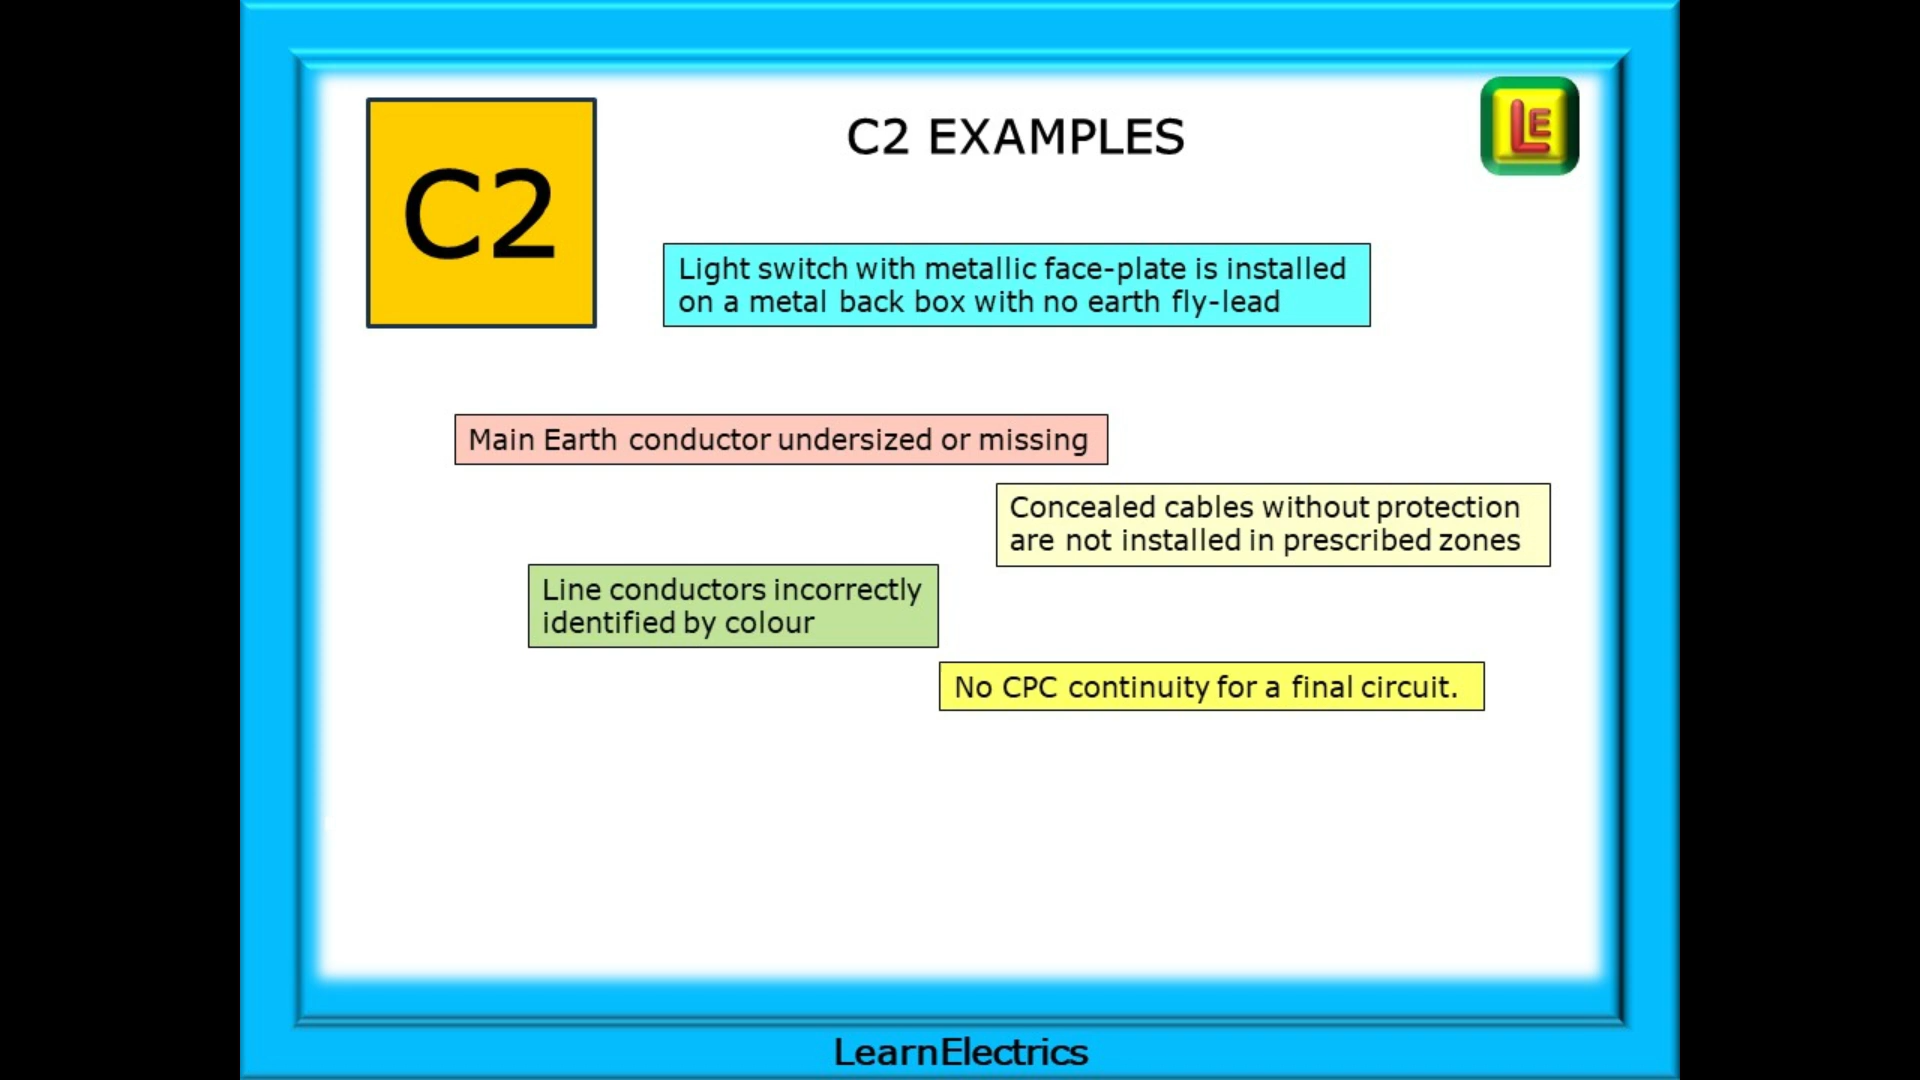 C2
C2 EXAMPLES
LE
Light switch with metallic face-plate is installed
on a metal back box with no earth fly-lead
Main Earth conductor undersized or missing
Concealed cables without protection
are not installed in prescribed zones
Line conductors incorrectly
identified by colour
No CPC continuity for a final circuit.
LearnElectrics